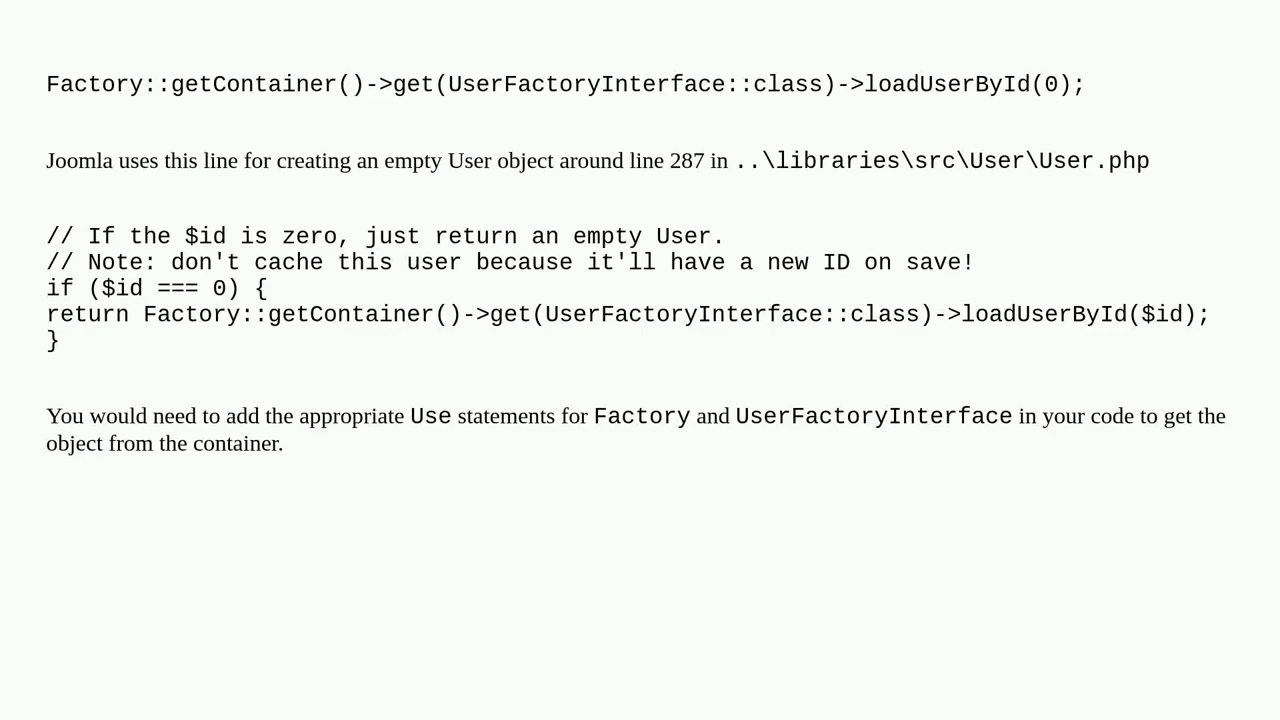 Factory::getContainer()->get(UserFactoryInterface::class)->loadUserById(0);
Joomla uses this line for creating an empty User object around line 287 in ..\libraries\src\User\User.php
// If the $id is zero, just return an empty User.
// Note: don't cache this user because it'll have a new ID on save!
if ($id === 0) {
return Factory::getContainer()->get(UserFactoryInterface::class)->loadUserById($id);
}
You would need to add the appropriate Use statements for Factory and UserFactoryInterface in your code to get the
object from the container.